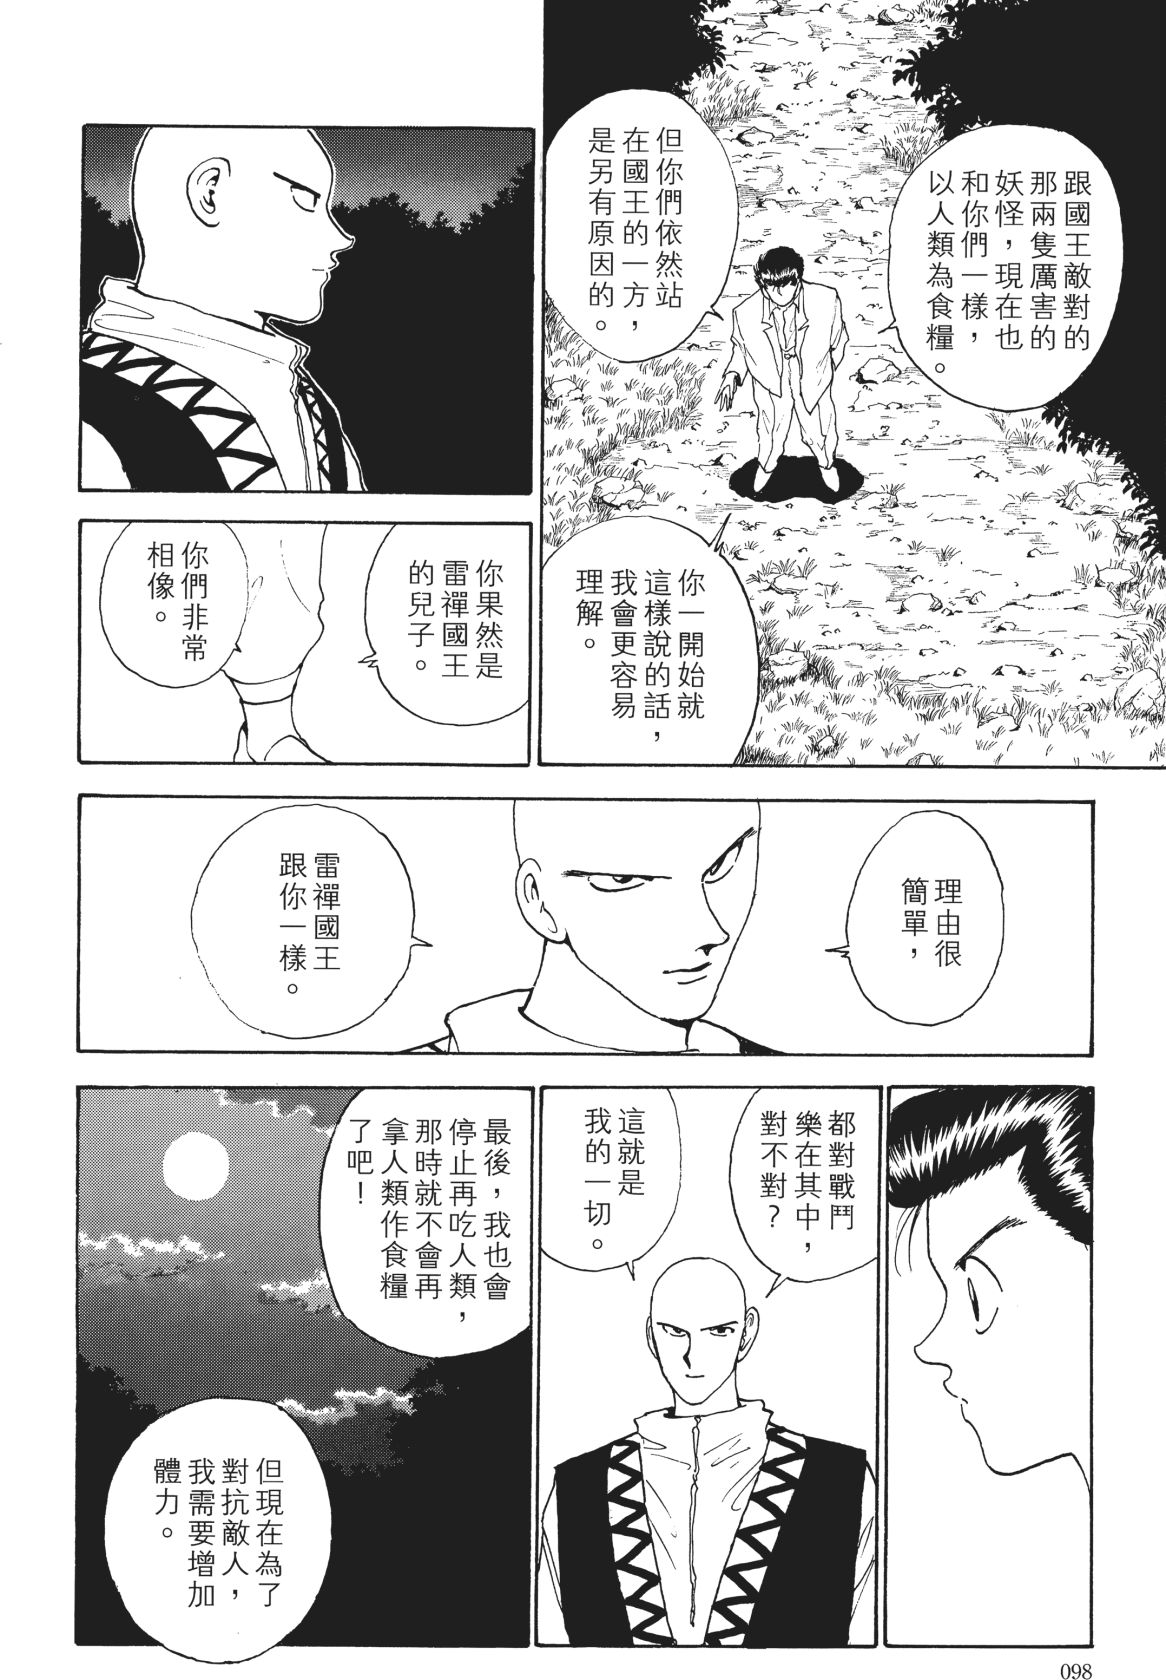 跟國王敵對的
那兩隻厲害的
妖怪，現在也
和你們一樣，
以人類為食糧。
但你們依然站
在國王的一方，
是另有原因的。
你一開始就
這樣說的話，
我會更容易
理解。
你果然是
雷禪國王
的兒子。
你們非常
相像。
理由很
簡單，
雷禪國王
跟你一樣。
都對戰鬥
樂在其中，
對不對？
這就是
我的一切。
最後，我也會
停止再吃人類，
那時就不會再
拿人類作食糧
了吧！
但現在為了
對抗敵人，
我需要增加
體力。
098